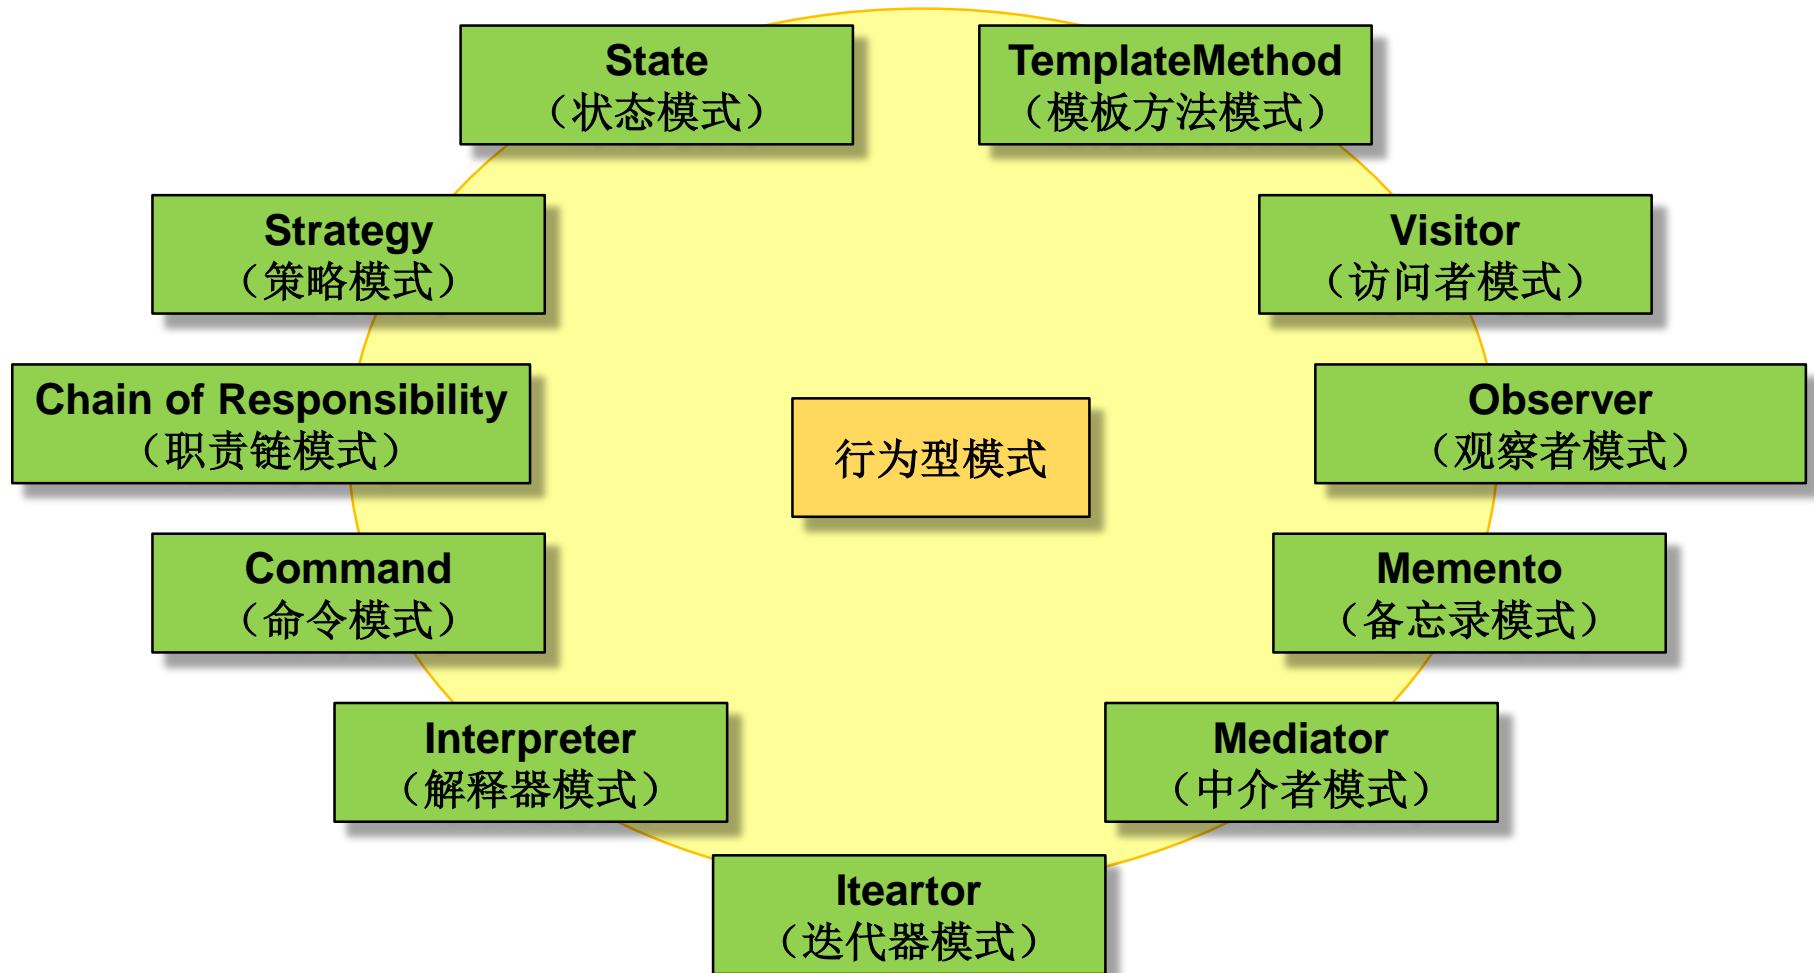 State
（状态模式）
TemplateMethod
（模板方法模式）
Strategy
（策略模式）
Visitor
（访问者模式）
Chain of Responsibility
（职责链模式）
行为型模式
Observer
（观察者模式）
Command
（命令模式）
Memento
（备忘录模式）
Interpreter
（解释器模式）
Mediator
（中介者模式）
Iteartor
（迭代器模式）